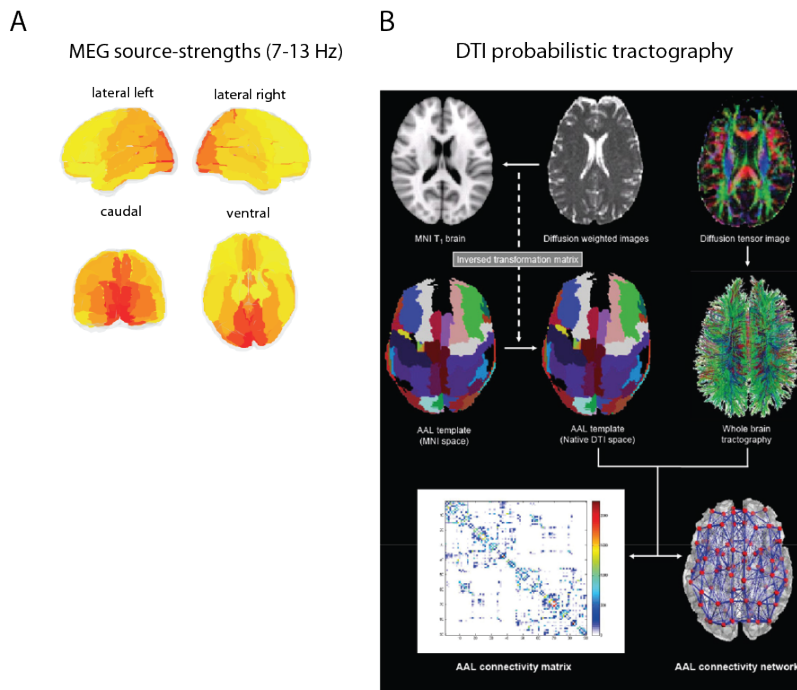 A
B
MEG source-strengths (7-13 Hz)
DTI probabilistic tractography
lateral left
lateral right
caudal
ventral
MNI T1 brain
Diffusion weighted images
Diffusion tensor image
Inversed transformation matrix
AAL template
(MNI space)
AAL template
(Native DTI space)
Whole brain
tractography
AAL connectivity matrix
AAL connectivity network